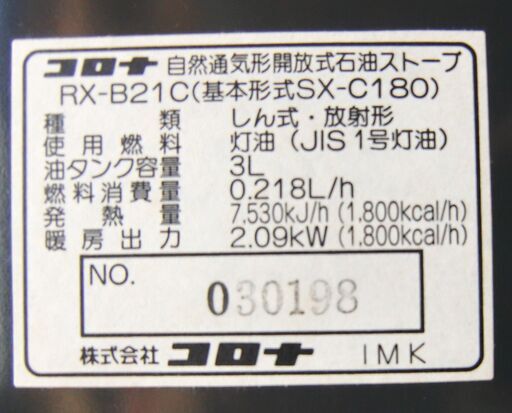 コロナ 自然通気形開放式石油ストーブ
RX-B21C(基本形式SX-C180)
種類 しん式・放射形
使用燃料 灯油（JIS1号灯油）
油タンク容量 3L
燃料消費量 0.218L/h
発熱量 7.530kJ/h (1.800kcal/h)
暖房出力 2.09kW (1.800kcal/h)
NO. 030198
株式会社 コロナ IMK